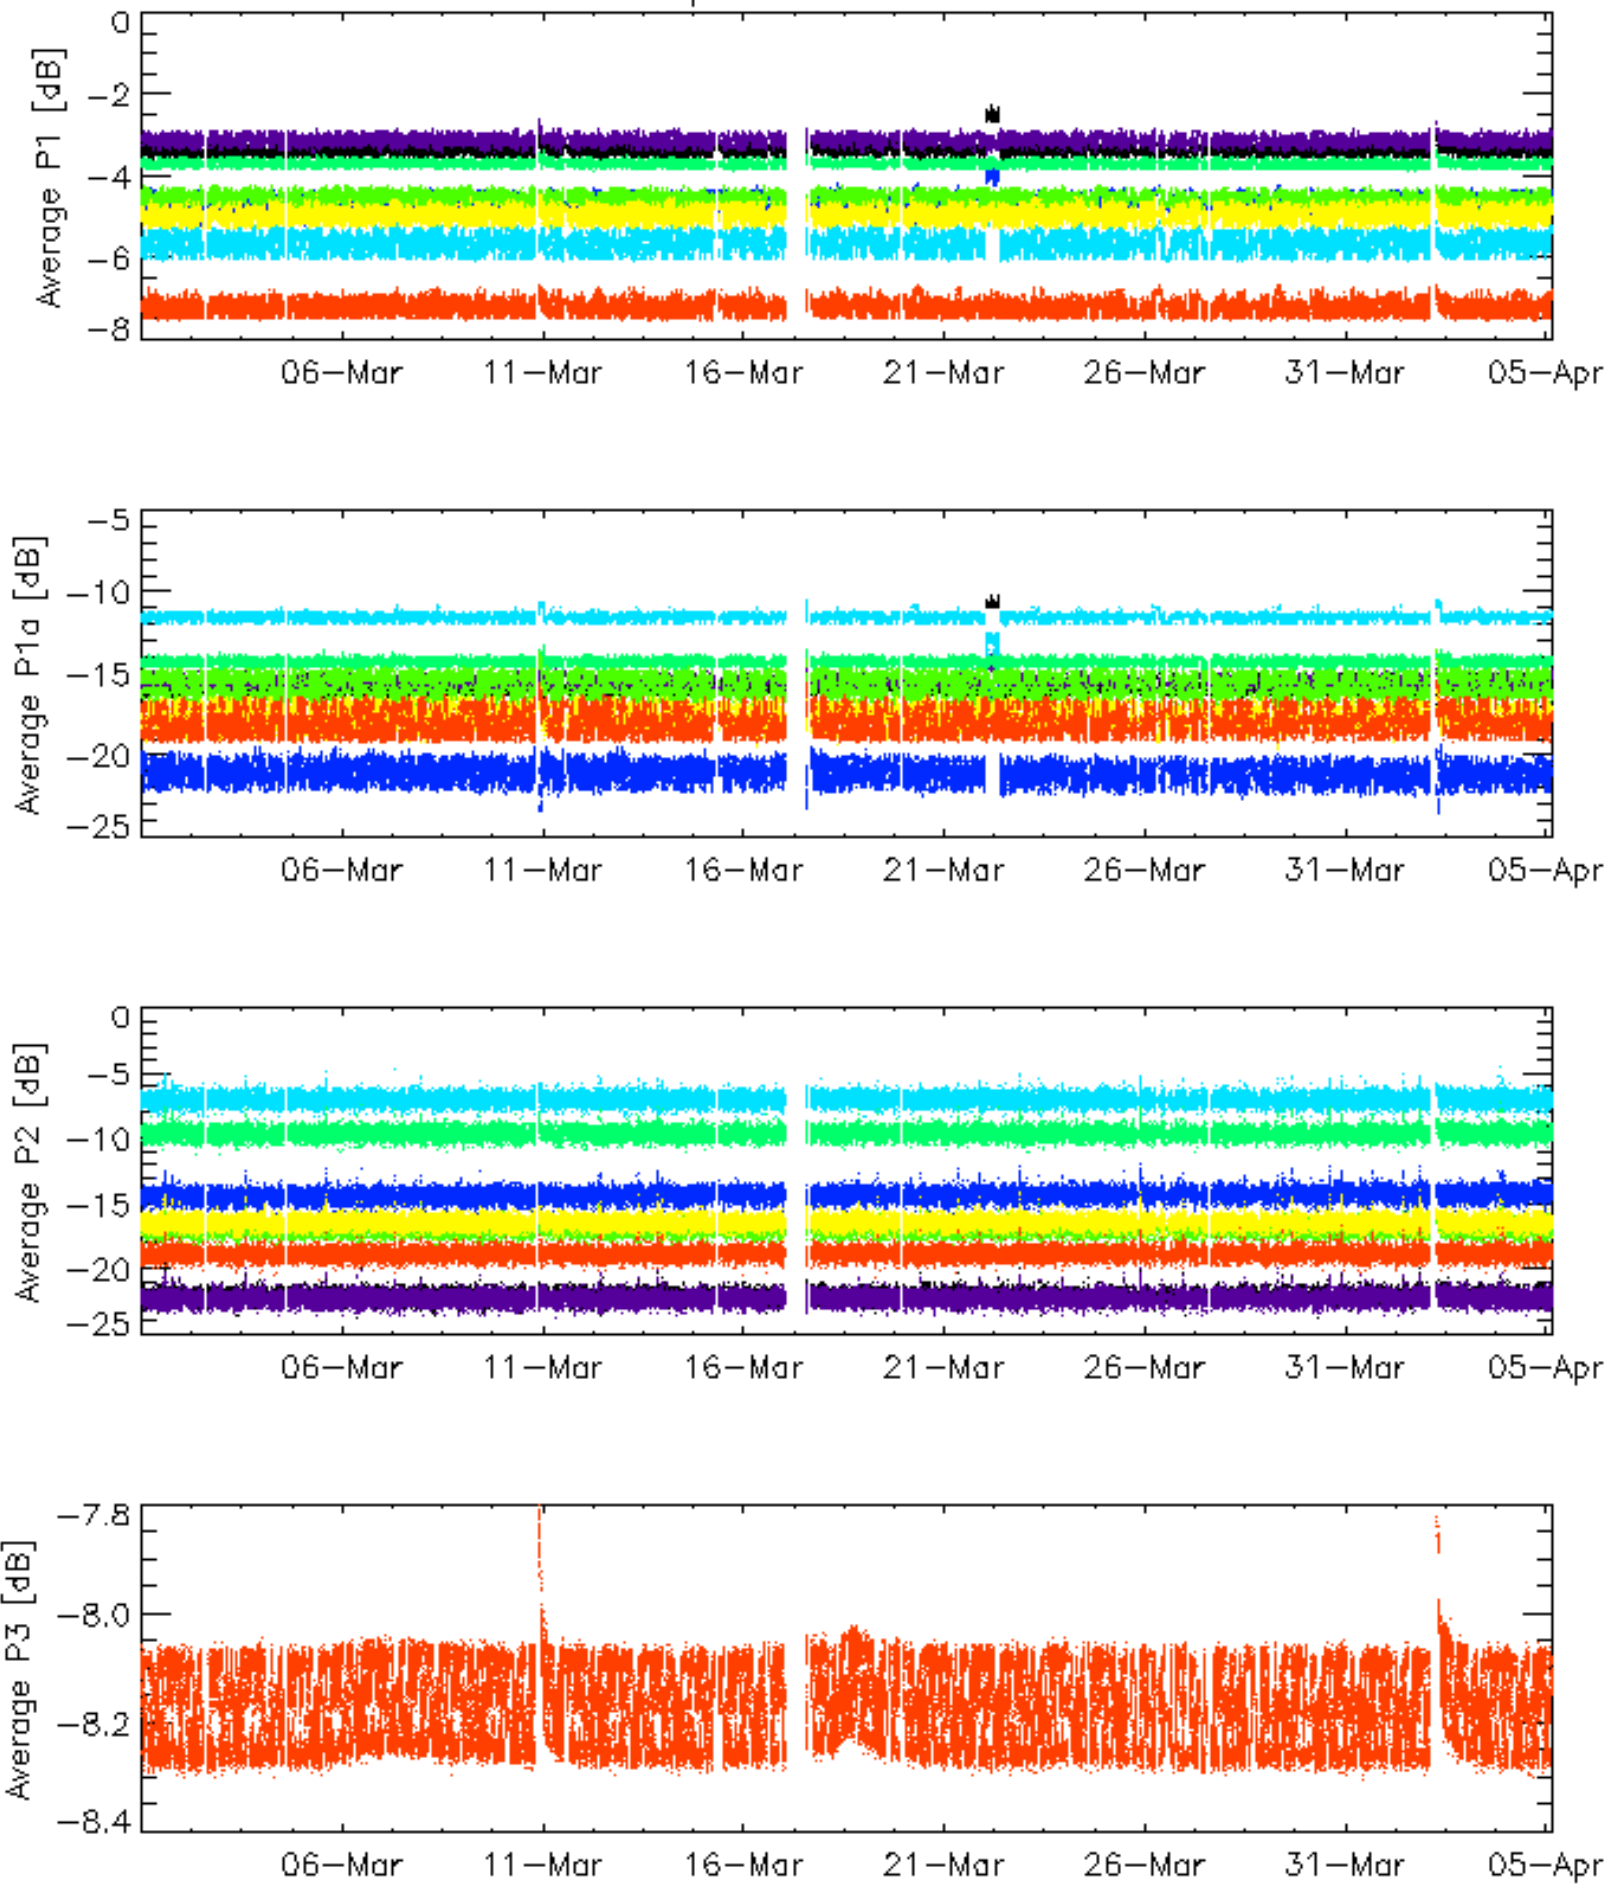 Average P1 [dB]
0
−2
−4
−6
−8
06−Mar 11−Mar 16−Mar 21−Mar 26−Mar 31−Mar 05−Apr
Average P1a [dB]
−5
−10
−15
−20
−25
06−Mar 11−Mar 16−Mar 21−Mar 26−Mar 31−Mar 05−Apr
Average P2 [dB]
0
−5
−10
−15
−20
−25
06−Mar 11−Mar 16−Mar 21−Mar 26−Mar 31−Mar 05−Apr
Average P3 [dB]
−7.8
−8.0
−8.2
−8.4
06−Mar 11−Mar 16−Mar 21−Mar 26−Mar 31−Mar 05−Apr